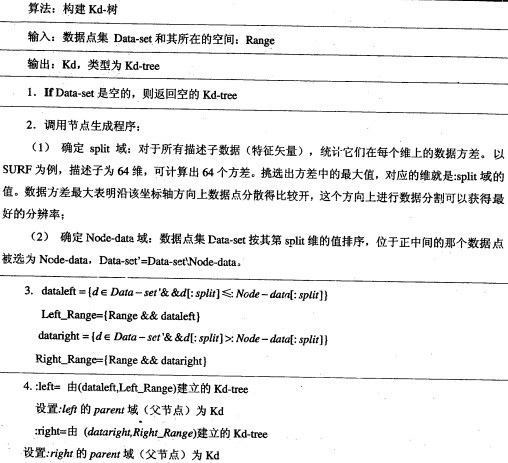 算法：构建 Kd-树
输入：数据点集 Data-set 和其所在的空间：Range
输出：Kd，类型为 Kd-tree
1．If Data-set 是空的，则返回空的 Kd-tree
2．调用节点生成程序：
（1） 确定 split 域：对于所有描述子数据（特征矢量），统计它们在每个维上的数据方差。以
SURF 为例，描述子为 64 维，可计算出 64 个方差。挑选出方差中的最大值，对应的维就是:split 域的
值。数据方差最大表明沿该坐标轴方向上数据点分散得比较开，这个方向上进行数据分割可以获得最
好的分辨率；
（2） 确定 Node-data 域：数据点集 Data-set 按其第 split 维的值排序，位于正中间的那个数据点
被选为 Node-data，Data-set'=Data-set\Node-data。
3．dataleft = {d ∈ Data − set'& &d[: split] ≤: Node − data[: split]}
Left_Range={Range && dataleft}
dataright = {d ∈ Data − set'& &d[: split] >: Node − data[: split]}
Right_Range={Range && dataright}
4. :left= 由(dataleft,Left_Range)建立的 Kd-tree
设置:left 的 parent 域（父节点）为 Kd
:right=由 (dataright,Right_Range)建立的 Kd-tree
设置:right 的 parent 域（父节点）为 Kd